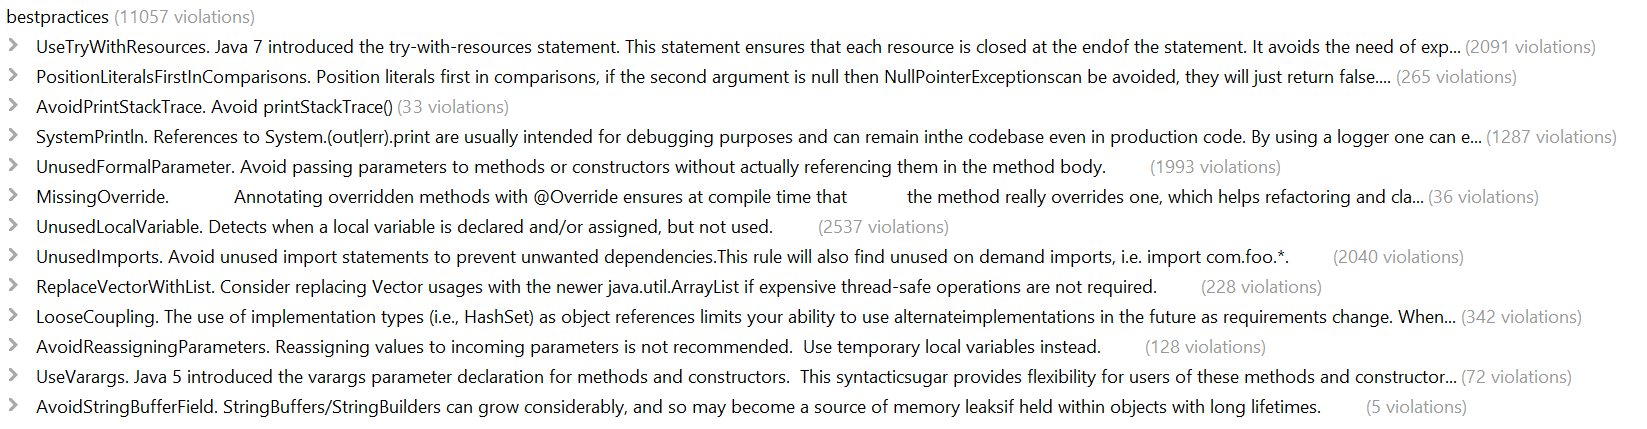 bestpractices (11057 violations)
UseTryWithResources. Java 7 introduced the try-with-resources statement. This statement ensures that each resource is closed at the endof the statement. It avoids the need of exp... (2091 violations)
PositionLiteralsFirstInComparisons. Position literals first in comparisons, if the second argument is null then NullPointerExceptionscan be avoided, they will just return false.... (265 violations)
AvoidPrintStackTrace. Avoid printStackTrace() (33 violations)
SystemPrintln. References to System.(out|err).print are usually intended for debugging purposes and can remain inthe codebase even in production code. By using a logger one can e... (1287 violations)
UnusedFormalParameter. Avoid passing parameters to methods or constructors without actually referencing them in the method body. (1993 violations)
MissingOverride. Annotating overridden methods with @Override ensures at compile time that the method really overrides one, which helps refactoring and cla... (36 violations)
UnusedLocalVariable. Detects when a local variable is declared and/or assigned, but not used. (2537 violations)
UnusedImports. Avoid unused import statements to prevent unwanted dependencies.This rule will also find unused on demand imports, i.e. import com.foo.*. (2040 violations)
ReplaceVectorWithList. Consider replacing Vector usages with the newer java.util.ArrayList if expensive thread-safe operations are not required. (228 violations)
LooseCoupling. The use of implementation types (i.e., HashSet) as object references limits your ability to use alternateimplementations in the future as requirements change. When... (342 violations)
AvoidReassigningParameters. Reassigning values to incoming parameters is not recommended. Use temporary local variables instead. (128 violations)
UseVarargs. Java 5 introduced the varargs parameter declaration for methods and constructors. This syntacticsugar provides flexibility for users of these methods and constructor... (72 violations)
AvoidStringBufferField. StringBuffers/StringBuilders can grow considerably, and so may become a source of memory leaksif held within objects with long lifetimes. (5 violations)